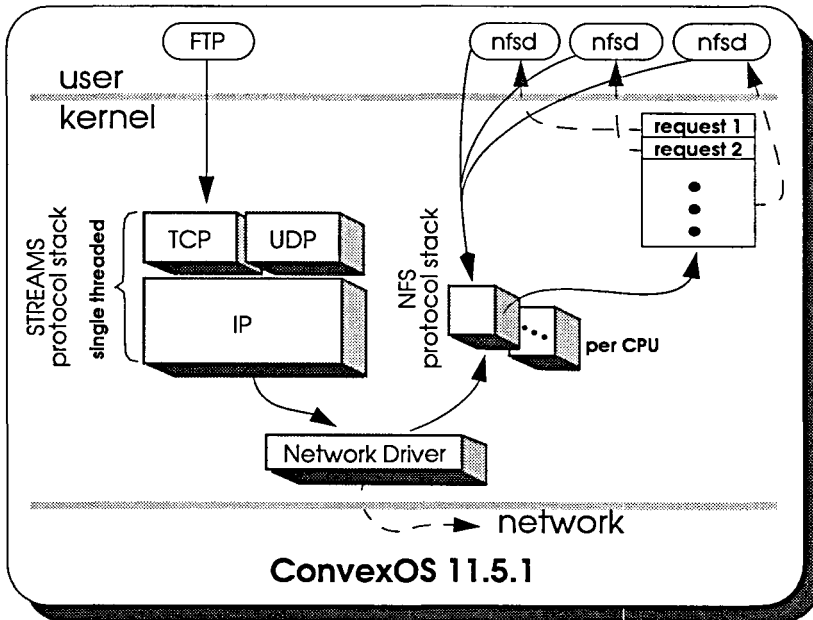 FTP
nfsd
nfsd
nfsd
user
kernel
request 1
request 2
STREAMS
protocol stack
single threaded
TCP
UDP
IP
NFS
protocol stack
per CPU
Network Driver
network
ConvexOS 11.5.1